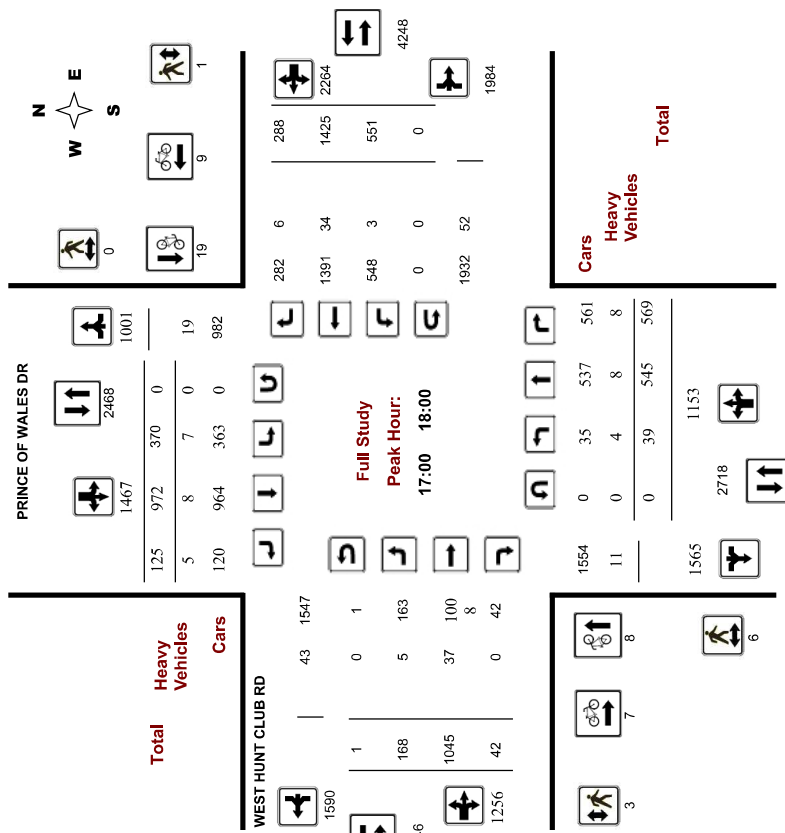 N
W E
S
0
1
19
9
PRINCE OF WALES DR
1467 2468 1001
125 972 370 0
5 8 7 0 19
120 964 363 0 982
Total
Heavy
Vehicles
Cars
2264
4248
1984
282 6 288
1391 34 1425
548 3 551
0 0 0
1932 52
Full Study
Peak Hour:
17:00 18:00
WEST HUNT CLUB RD
1590 43 1547
1 0 1
168 5 163
1045 37 100
8
42 0 42
1256
Cars
Heavy
Vehicles
Total
1554 0 35 537 561
11 0 4 8 8
0 39 545 569
1565 2718 1153
3
7
8
6